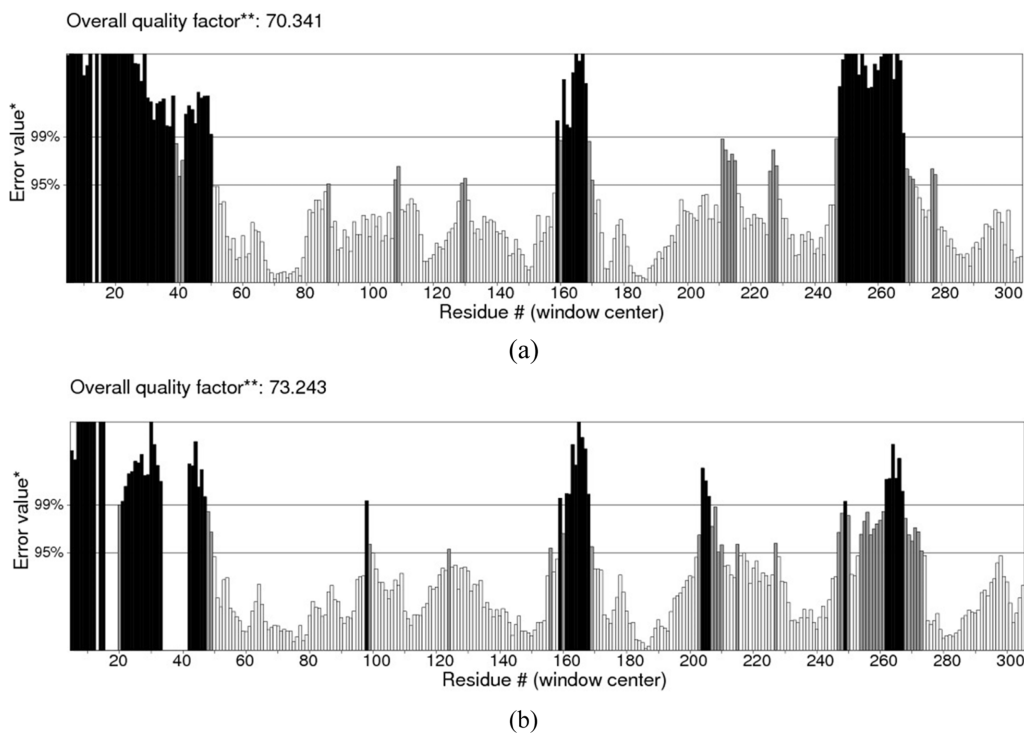 Overall quality factor**: 70.341
Error value*
99%
95%
20 40 60 80 100 120 140 160 180 200 220 240 260 280 300
Residue # (window center)
(a)
Overall quality factor**: 73.243
Error value*
99%
95%
20 40 60 80 100 120 140 160 180 200 220 240 260 280 300
Residue # (window center)
(b)